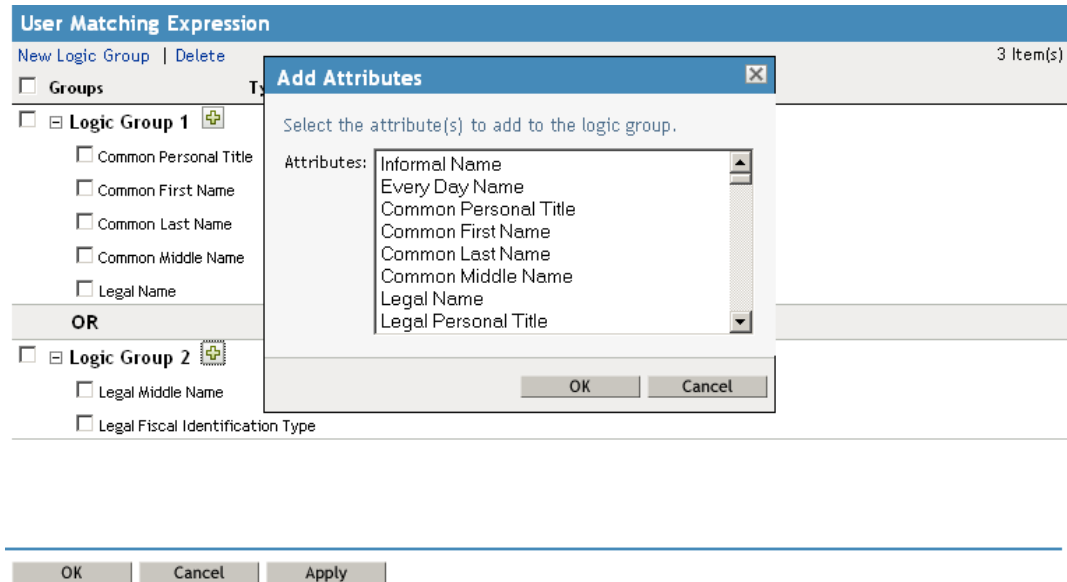 User Matching Expression
New Logic Group | Delete
3 Item(s)
Groups
Add Attributes
Logic Group 1
Select the attribute(s) to add to the logic group.
Common Personal Title
Common First Name
Common Last Name
Common Middle Name
Legal Name
Attributes:
Informal Name
Every Day Name
Common Personal Title
Common First Name
Common Last Name
Common Middle Name
Legal Name
Legal Personal Title
OR
Logic Group 2
Legal Middle Name
Legal Fiscal Identification Type
OK Cancel
OK Cancel Apply